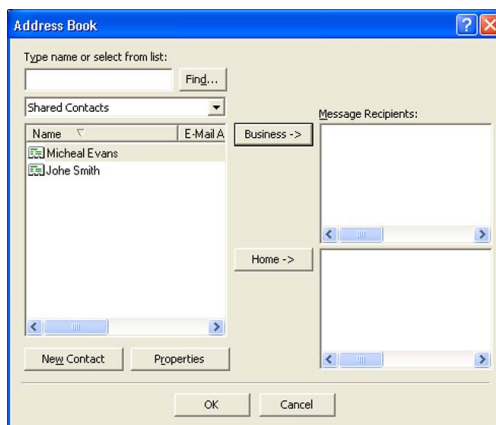 Address Book
Type name or select from list:
Find...
Shared Contacts
Message Recipients:
Name E-Mail A
Business ->
Micheal Evans
Johe Smith
Home ->
New Contact Properties
OK Cancel